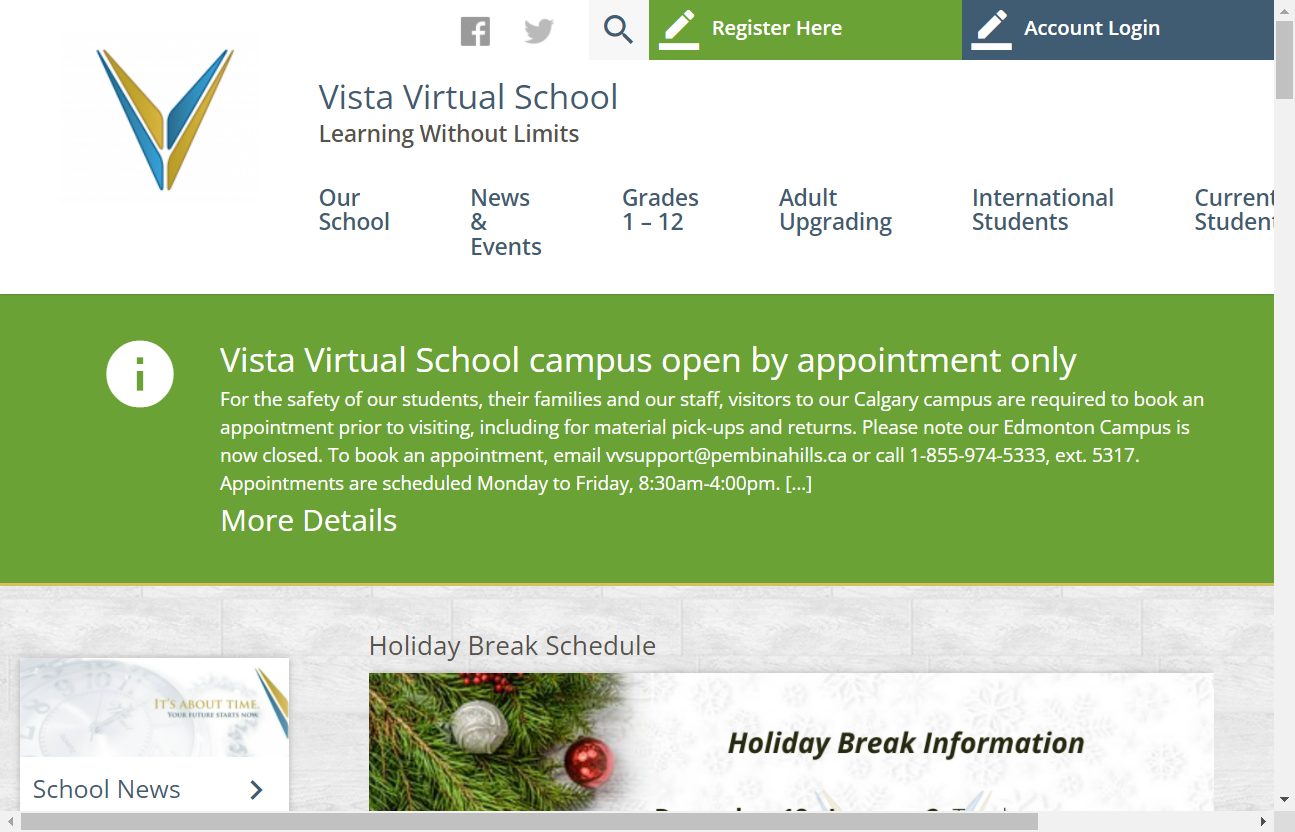 Register Here
Account Login
Vista Virtual School
Learning Without Limits
Our School
News & Events
Grades 1 – 12
Adult Upgrading
International Students
Current
Vista Virtual School campus open by appointment only
For the safety of our students, their families and our staff, visitors to our Calgary campus are required to book an
appointment prior to visiting, including for material pick-ups and returns. Please note our Edmonton Campus is
now closed. To book an appointment, email vvsupport@pembinahills.ca or call 1-855-974-5333, ext. 5317.
Appointments are scheduled Monday to Friday, 8:30am-4:00pm. [...]
More Details
Holiday Break Schedule
IT'S ABOUT TIME.
YOUR FUTURE STARTS NOW.
School News
Holiday Break Information